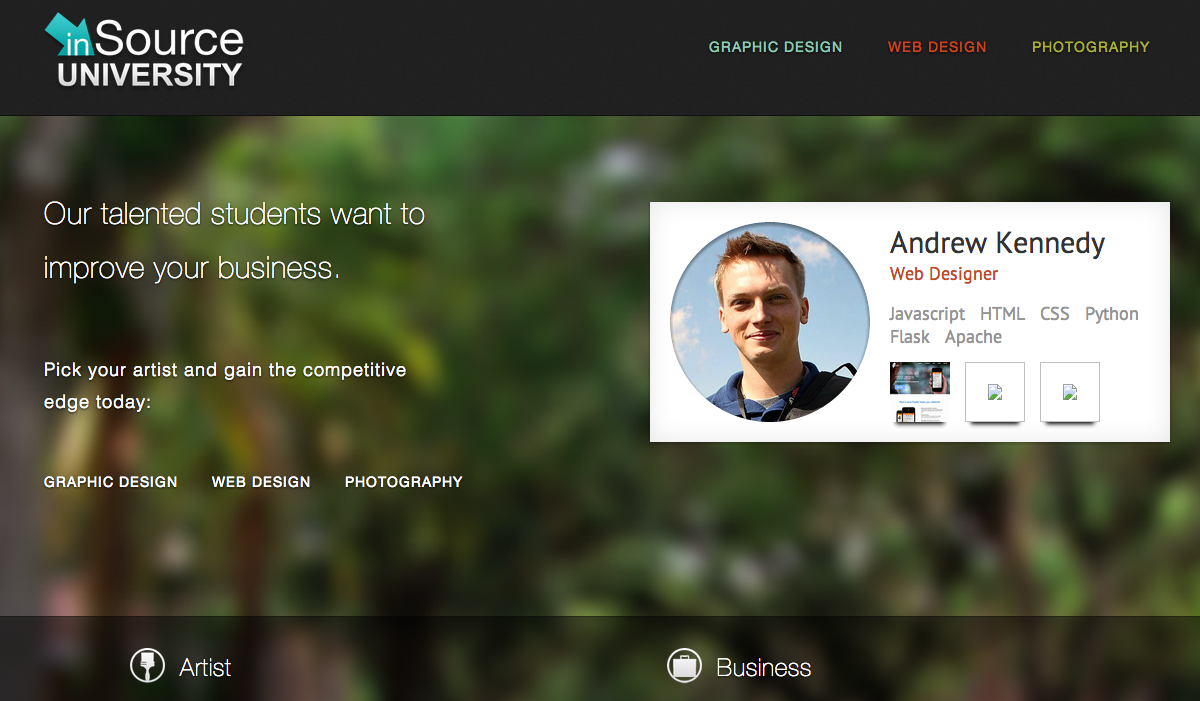 inSource
UNIVERSITY
GRAPHIC DESIGN WEB DESIGN PHOTOGRAPHY
Our talented students want to
improve your business.
Pick your artist and gain the competitive
edge today:
GRAPHIC DESIGN WEB DESIGN PHOTOGRAPHY
Andrew Kennedy
Web Designer
Javascript HTML CSS Python
Flask Apache
Artist
Business